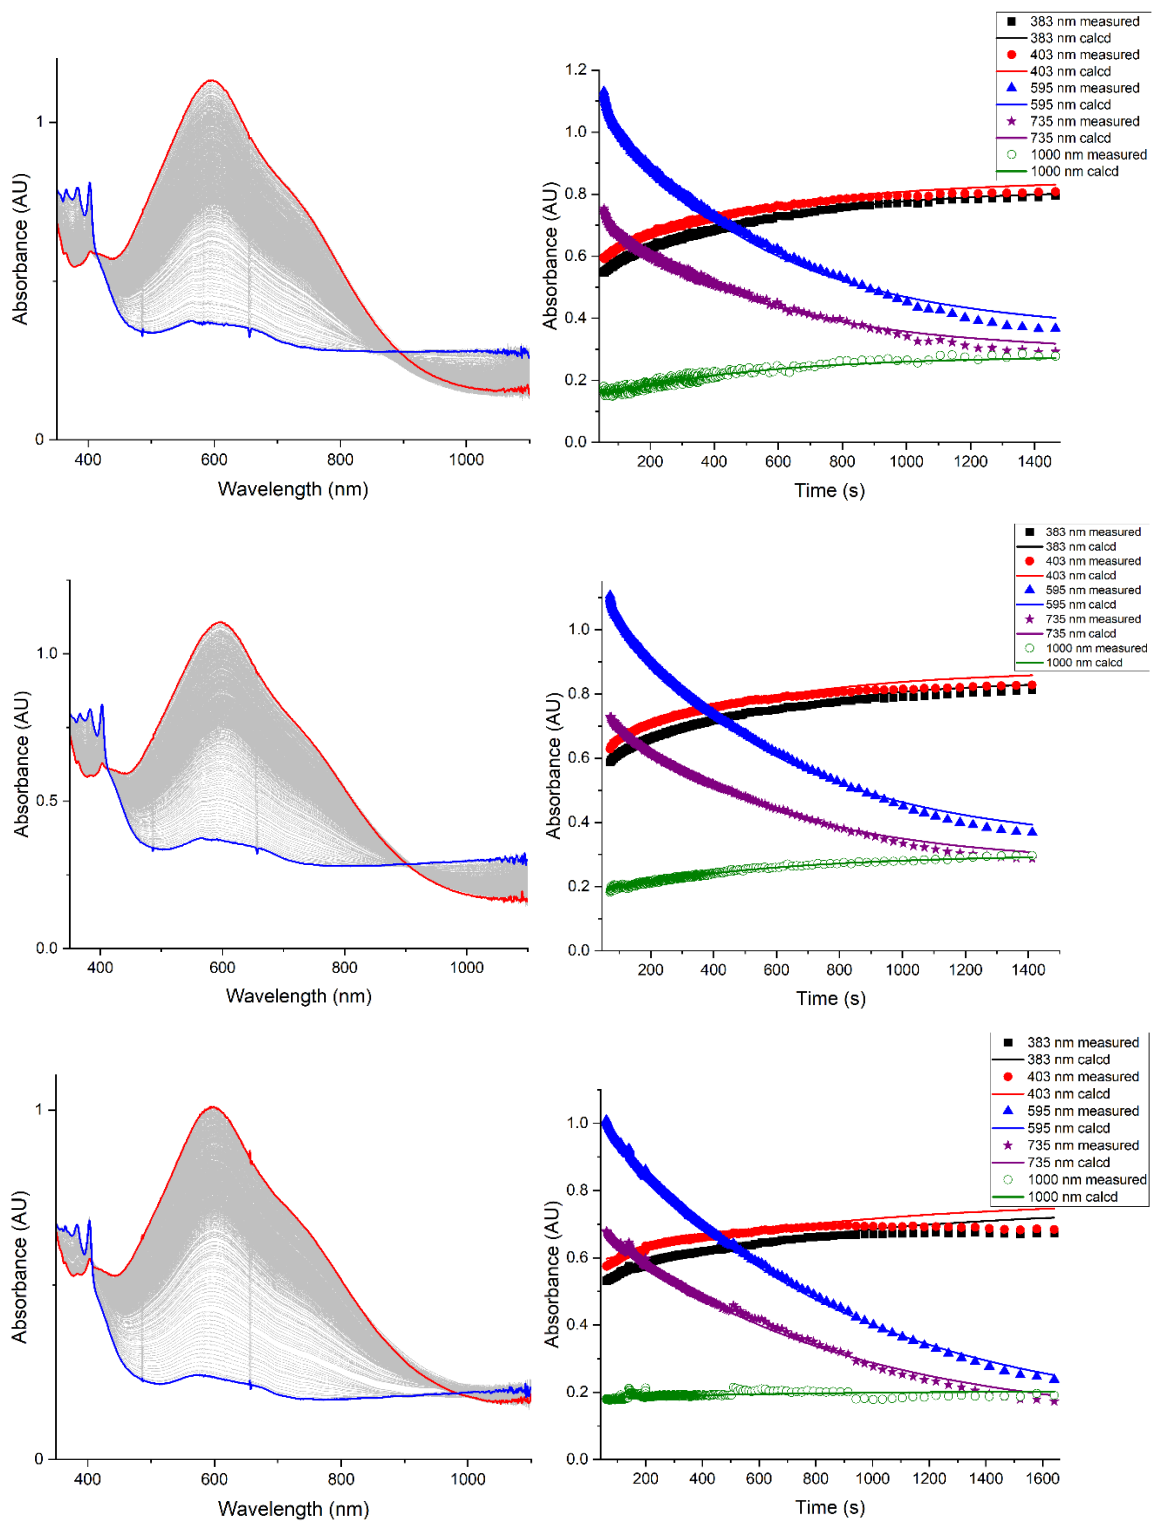 383 nm measured
383 nm calcd
403 nm measured
403 nm calcd
595 nm measured
595 nm calcd
735 nm measured
735 nm calcd
1000 nm measured
1000 nm calcd
Absorbance (AU)
1
0
400 600 800 1000
Wavelength (nm)
Absorbance (AU)
1.2
1.0
0.8
0.6
0.4
0.2
0.0
200 400 600 800 1000 1200 1400
Time (s)
383 nm measured
383 nm calcd
403 nm measured
403 nm calcd
595 nm measured
595 nm calcd
735 nm measured
735 nm calcd
1000 nm measured
1000 nm calcd
Absorbance (AU)
1.0
0.5
0.0
400 600 800 1000
Wavelength (nm)
Absorbance (AU)
1.0
0.8
0.6
0.4
0.2
0.0
200 400 600 800 1000 1200 1400
Time (s)
383 nm measured
383 nm calcd
403 nm measured
403 nm calcd
595 nm measured
595 nm calcd
735 nm measured
735 nm calcd
1000 nm measured
1000 nm calcd
Absorbance (AU)
1
0
400 600 800 1000
Wavelength (nm)
Absorbance (AU)
1.0
0.8
0.6
0.4
0.2
0.0
200 400 600 800 1000 1200 1400 1600
Time (s)